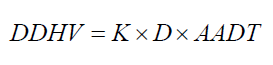 DDHV = K × D × AADT